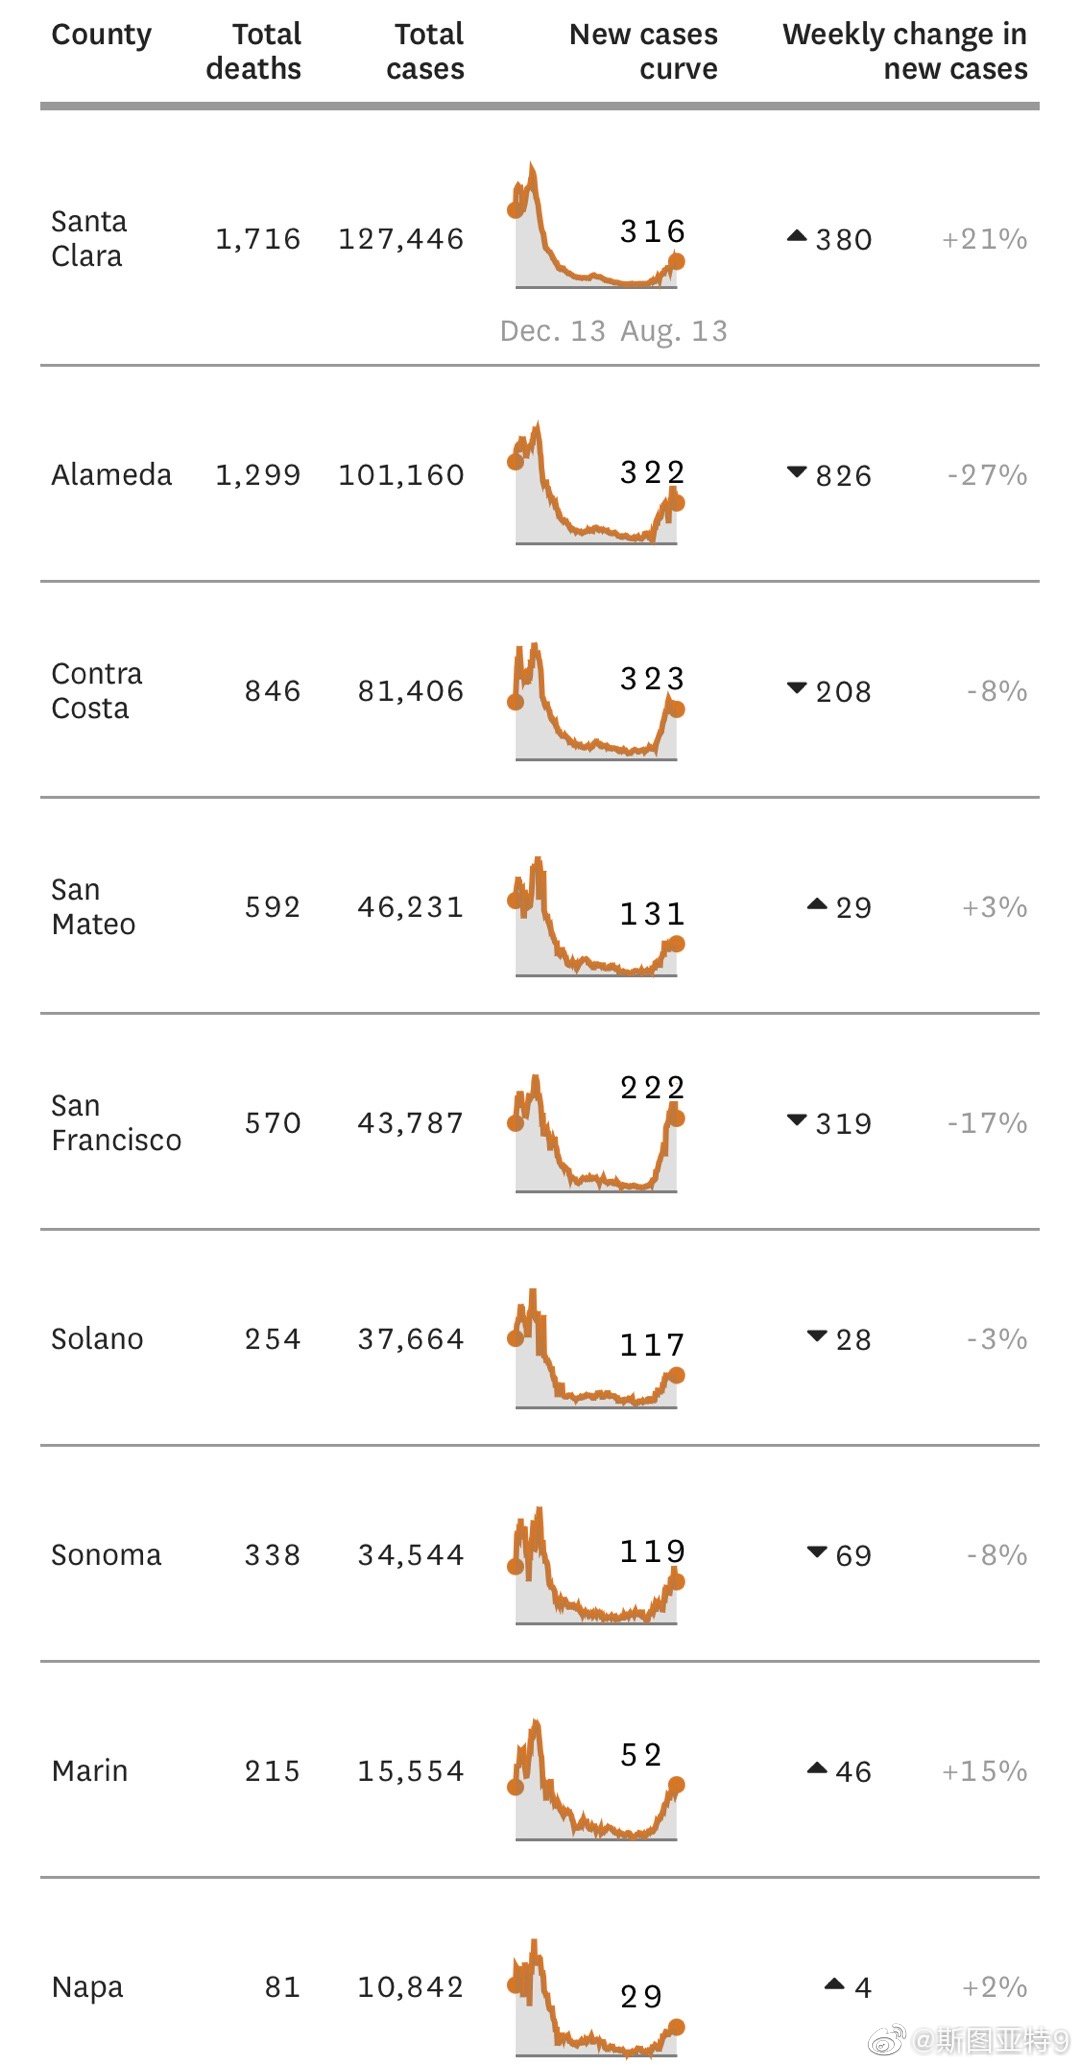 County Total deaths Total cases New cases curve Weekly change in new cases
Santa Clara 1,716 127,446 316 ▲ 380 +21%
Dec. 13 Aug. 13
Alameda 1,299 101,160 322 ▼ 826 -27%
Contra Costa 846 81,406 323 ▼ 208 -8%
San Mateo 592 46,231 131 ▲ 29 +3%
San Francisco 570 43,787 222 ▼ 319 -17%
Solano 254 37,664 117 ▼ 28 -3%
Sonoma 338 34,544 119 ▼ 69 -8%
Marin 215 15,554 52 ▲ 46 +15%
Napa 81 10,842 29 ▲ 4 +2%
@斯图亚特9